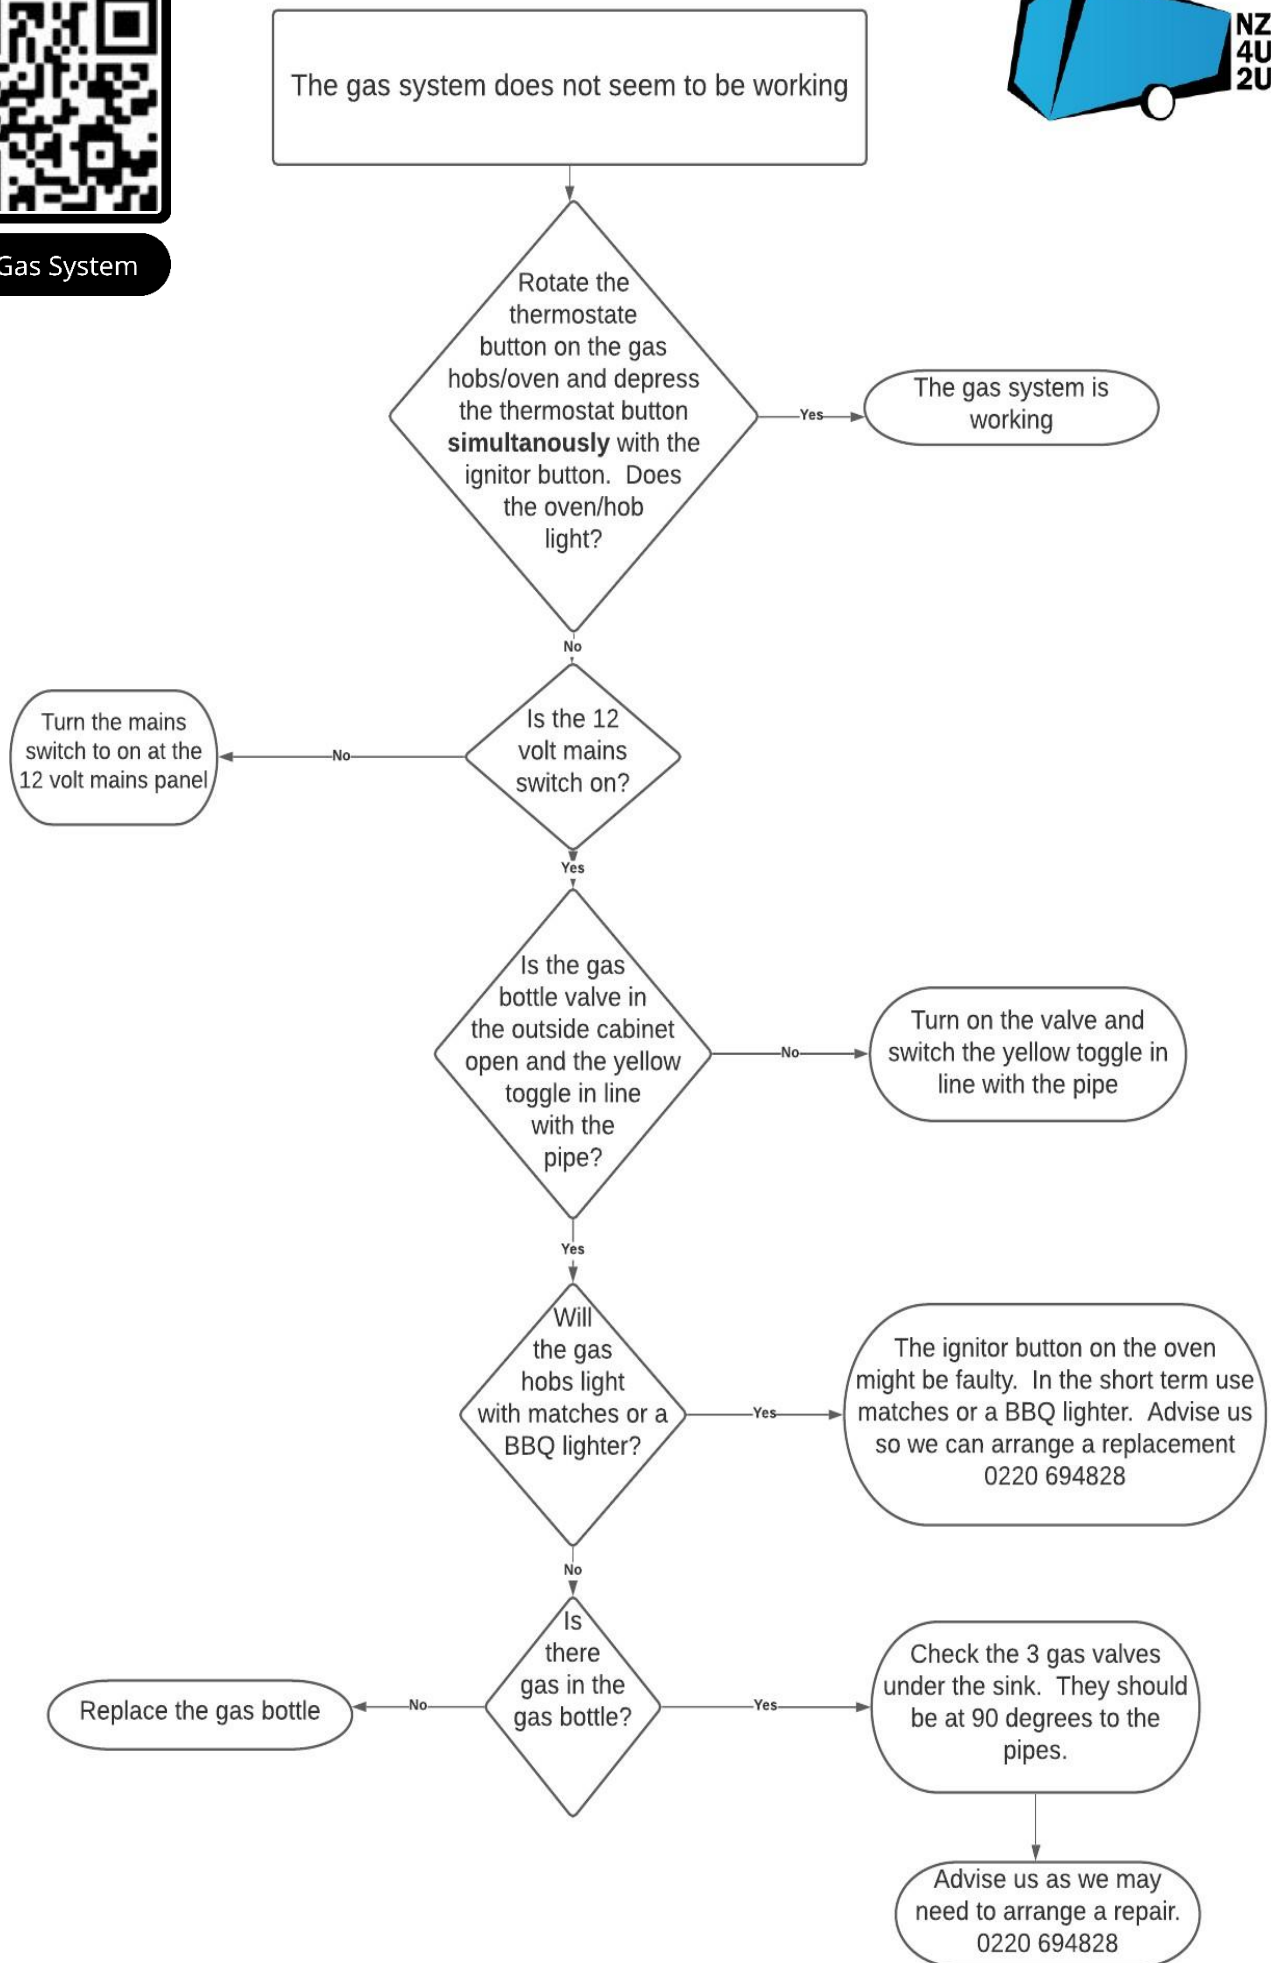 NZ
4U
2U
The gas system does not seem to be working
Gas System
Rotate the
thermostate
button on the gas
hobs/oven and depress
the thermostat button
simultanously with the
ignitor button. Does
the oven/hob
light?
Yes
The gas system is
working
No
Is the 12
volt mains
switch on?
No
Turn the mains
switch to on at the
12 volt mains panel
Yes
Is the gas
bottle valve in
the outside cabinet
open and the yellow
toggle in line
with the
pipe?
No
Turn on the valve and
switch the yellow toggle in
line with the pipe
Yes
Will
the gas
hobs light
with matches or a
BBQ lighter?
Yes
The ignitor button on the oven
might be faulty. In the short term use
matches or a BBQ lighter. Advise us
so we can arrange a replacement
0220 694828
No
Is
there
gas in the
gas bottle?
No
Replace the gas bottle
Yes
Check the 3 gas valves
under the sink. They should
be at 90 degrees to the
pipes.
Advise us as we may
need to arrange a repair.
0220 694828